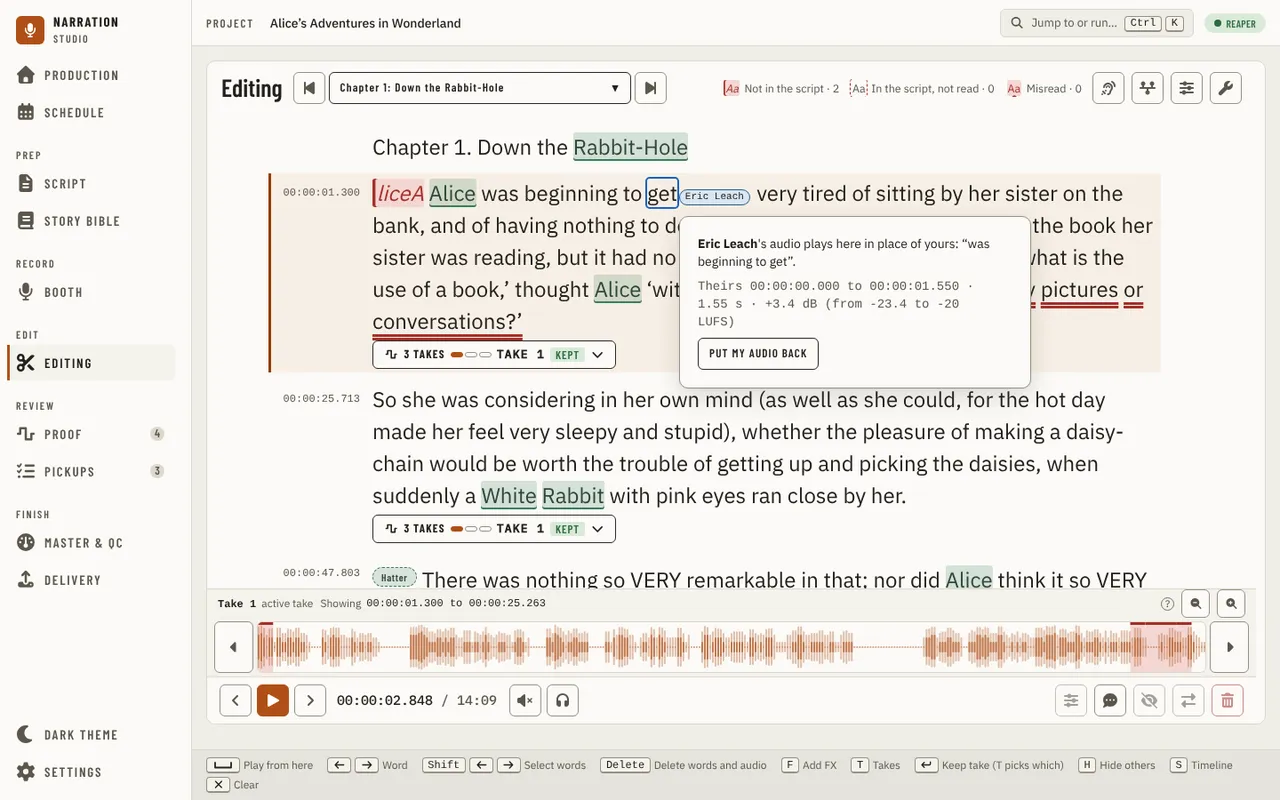 NARRATION
STUDIO
PRODUCTION
SCHEDULE
PREP
SCRIPT
STORY BIBLE
RECORD
BOOTH
EDIT
EDITING
REVIEW
PROOF 4
PICKUPS 3
FINISH
MASTER & QC
DELIVERY
DARK THEME
SETTINGS
PROJECT Alice's Adventures in Wonderland
Jump to or run... Ctrl K
REAPER
Editing
Chapter 1: Down the Rabbit-Hole ▼
Aa Not in the script · 2 Aa In the script, not read · 0 Aa Misread · 0
Chapter 1. Down the Rabbit-Hole
00:00:01.300 liceA Alice was beginning to get Eric Leach very tired of sitting by her sister on the
bank, and of having nothing to do the book her
sister was reading, but it had no what is the
use of a book,’ thought Alice ‘wit pictures or
conversations?’
3 TAKES TAKE 1 KEPT
Eric Leach's audio plays here in place of yours: “was
beginning to get”.
Theirs 00:00:00.000 to 00:00:01.550 ·
1.55 s · +3.4 dB (from -23.4 to -20
LUFS)
PUT MY AUDIO BACK
00:00:25.713 So she was considering in her own mind (as well as she could, for the hot day
made her feel very sleepy and stupid), whether the pleasure of making a daisy-
chain would be worth the trouble of getting up and picking the daisies, when
suddenly a White Rabbit with pink eyes ran close by her.
3 TAKES TAKE 1 KEPT
00:00:47.803 Hatter There was nothing so VERY remarkable in that; nor did Alice think it so VERY
Take 1 active take Showing 00:00:01.300 to 00:00:25.263
?
00:00:02.848 / 14:09
Play from here ← → Word Shift ← → Select words Delete Delete words and audio F Add FX T Takes ↵ Keep take (T picks which) H Hide others S Timeline
✕ Clear